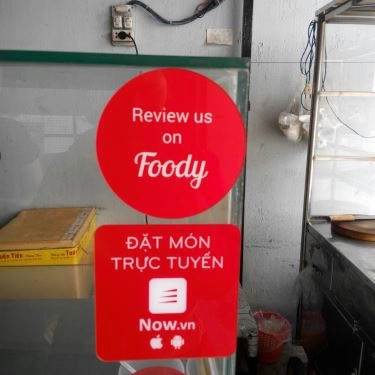 Review us
on
Foody
ĐẶT MÓN
TRỰC TUYẾN
Now.vn